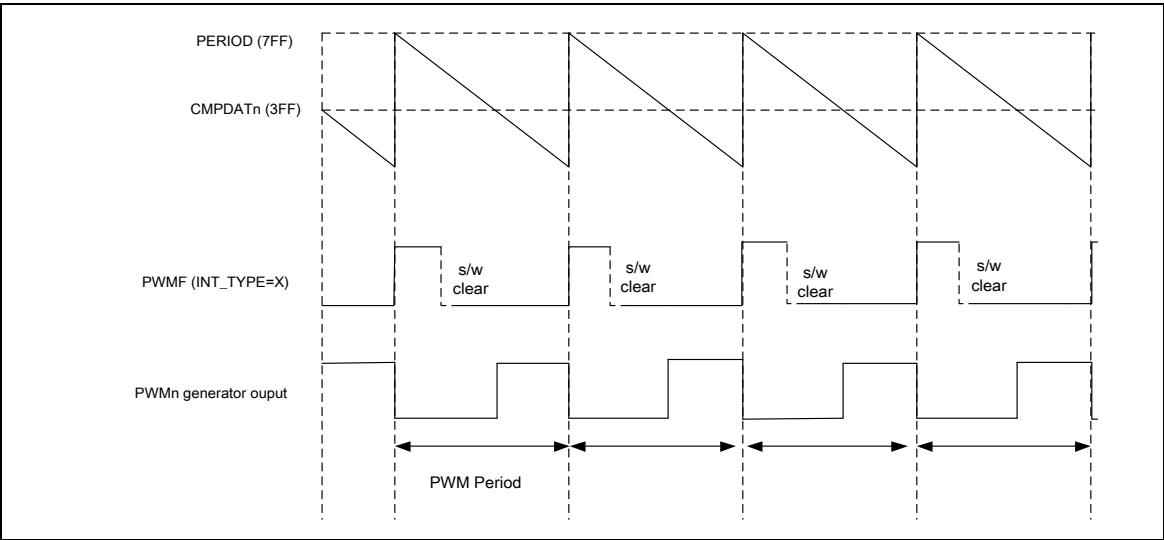 PERIOD (7FF)
CMPDATn (3FF)
PWMF (INT_TYPE=X)
s/w
clear
s/w
clear
s/w
clear
s/w
clear
PWMn generator ouput
PWM Period